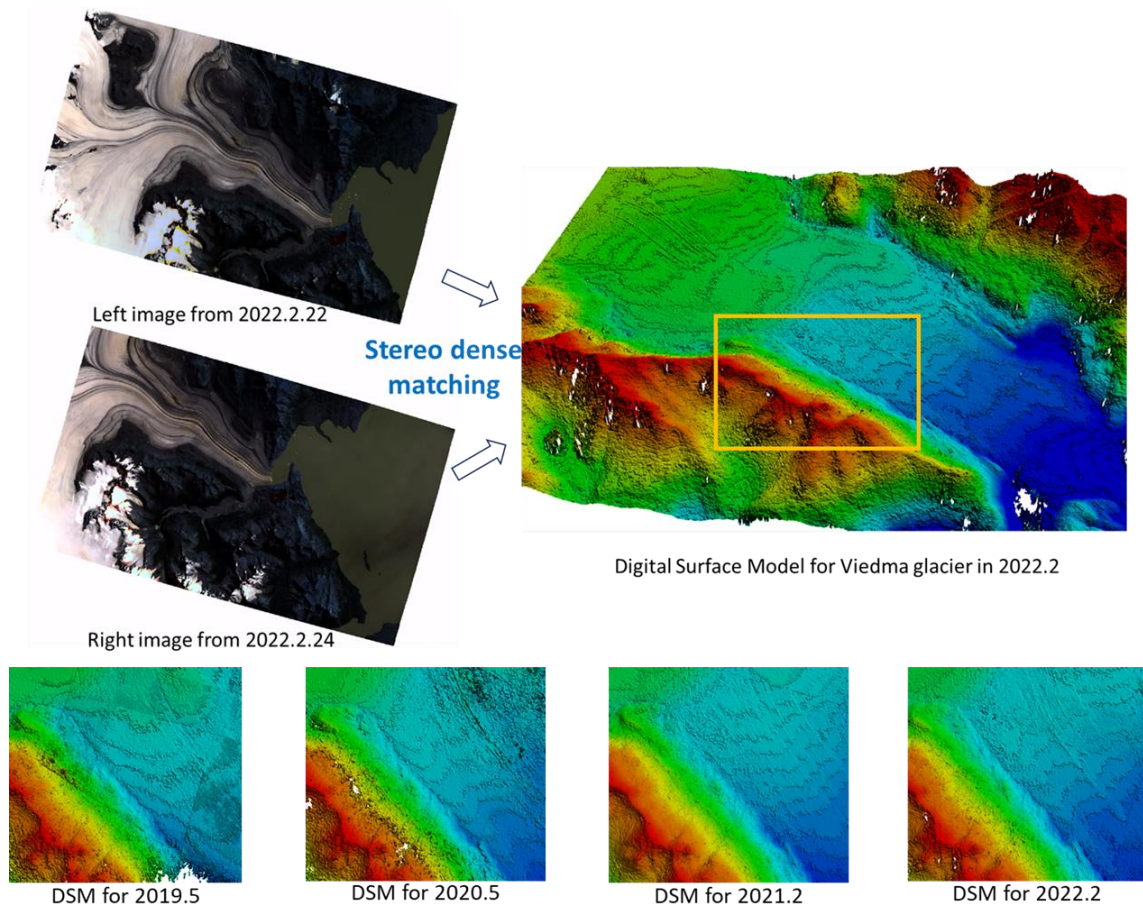 Left image from 2022.2.22
Stereo dense
matching
Right image from 2022.2.24
Digital Surface Model for Viedma glacier in 2022.2
DSM for 2019.5
DSM for 2020.5
DSM for 2021.2
DSM for 2022.2